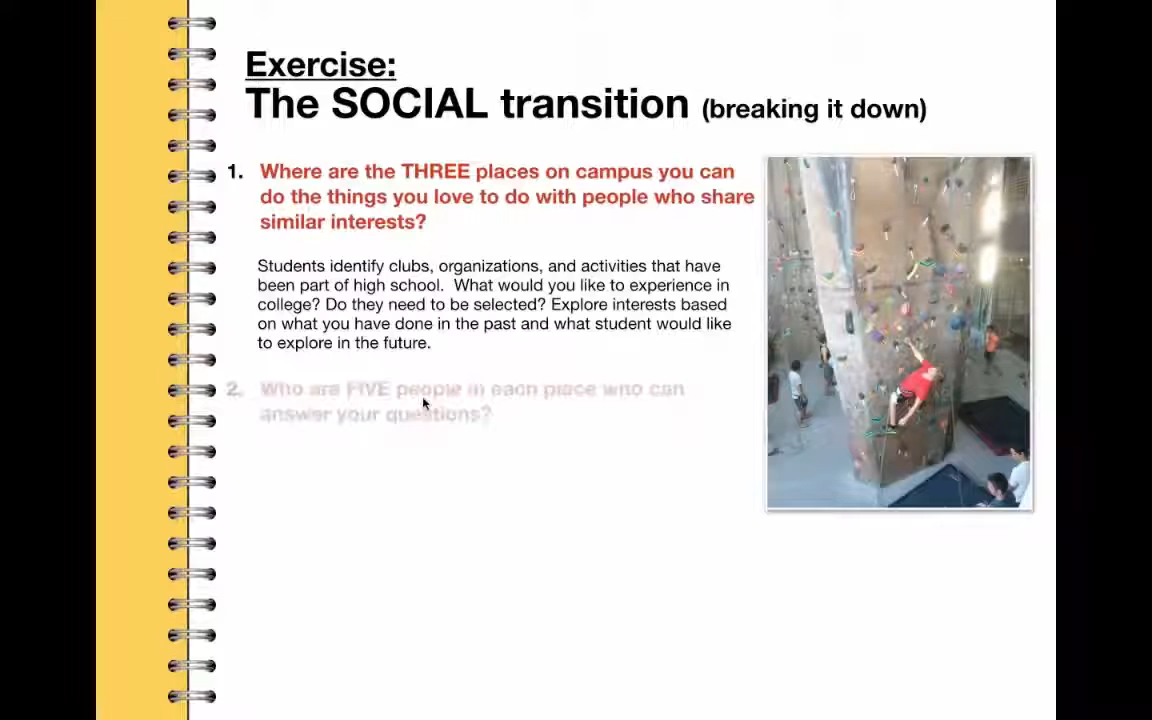 Exercise:
The SOCIAL transition (breaking it down)
1. Where are the THREE places on campus you can
do the things you love to do with people who share
similar interests?
Students identify clubs, organizations, and activities that have
been part of high school. What would you like to experience in
college? Do they need to be selected? Explore interests based
on what you have done in the past and what student would like
to explore in the future.
2. Who are FIVE people in each place who can
answer your questions?